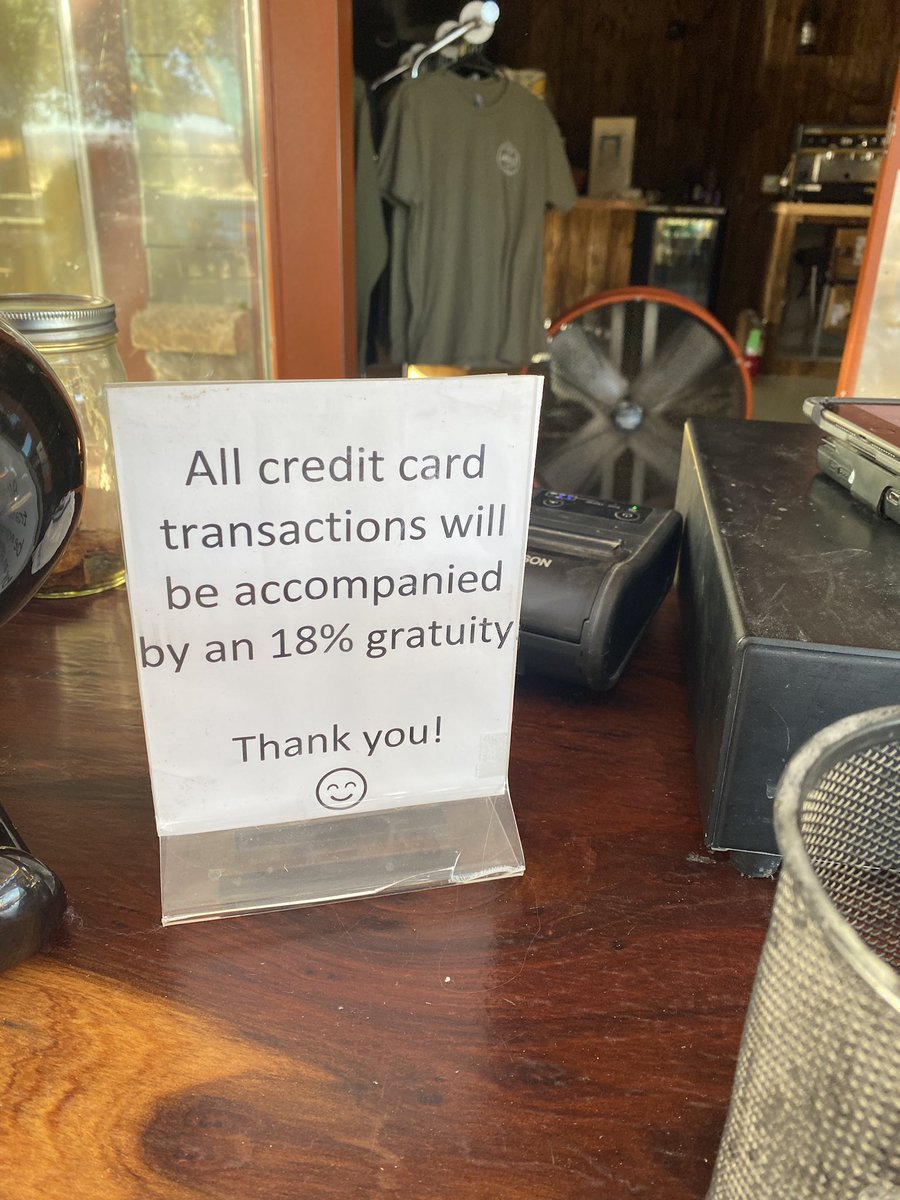 All credit card
transactions will
be accompanied
by an 18% gratuity
Thank you!